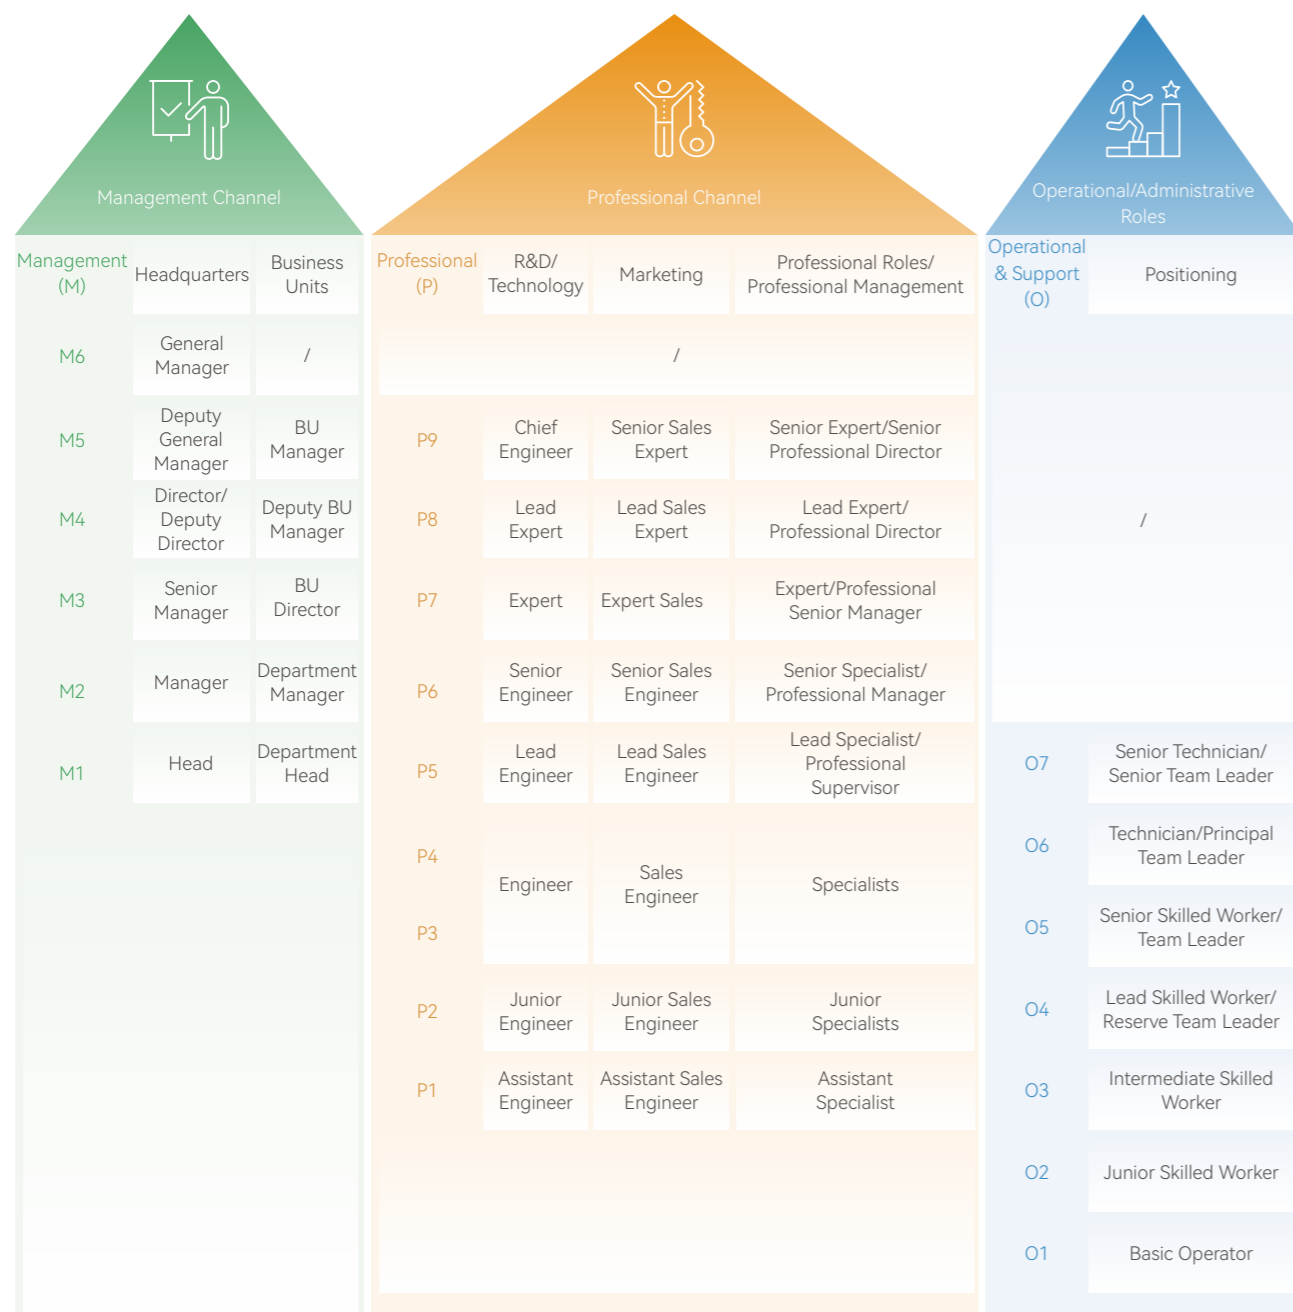 Management Channel
Professional Channel
Operational/Administrative
Roles
Management
(M)
Headquarters
Business
Units
Professional
(P)
R&D/
Technology
Marketing
Professional Roles/
Professional Management
Operational
& Support
(O)
Positioning
M6
General
Manager
/
/
/
M5
Deputy
General
Manager
BU
Manager
P9
Chief
Engineer
Senior Sales
Expert
Senior Expert/Senior
Professional Director
M4
Director/
Deputy
Director
Deputy BU
Manager
P8
Lead
Expert
Lead Sales
Expert
Lead Expert/
Professional Director
M3
Senior
Manager
BU
Director
P7
Expert
Expert Sales
Expert/Professional
Senior Manager
M2
Manager
Department
Manager
P6
Senior
Engineer
Senior Sales
Engineer
Senior Specialist/
Professional Manager
M1
Head
Department
Head
P5
Lead
Engineer
Lead Sales
Engineer
Lead Specialist/
Professional
Supervisor
O7
Senior Technician/
Senior Team Leader
P4
P3
Engineer
Sales
Engineer
Specialists
O6
Technician/Principal
Team Leader
O5
Senior Skilled Worker/
Team Leader
P2
Junior
Engineer
Junior Sales
Engineer
Junior
Specialists
O4
Lead Skilled Worker/
Reserve Team Leader
P1
Assistant
Engineer
Assistant Sales
Engineer
Assistant
Specialist
O3
Intermediate Skilled
Worker
O2
Junior Skilled Worker
O1
Basic Operator